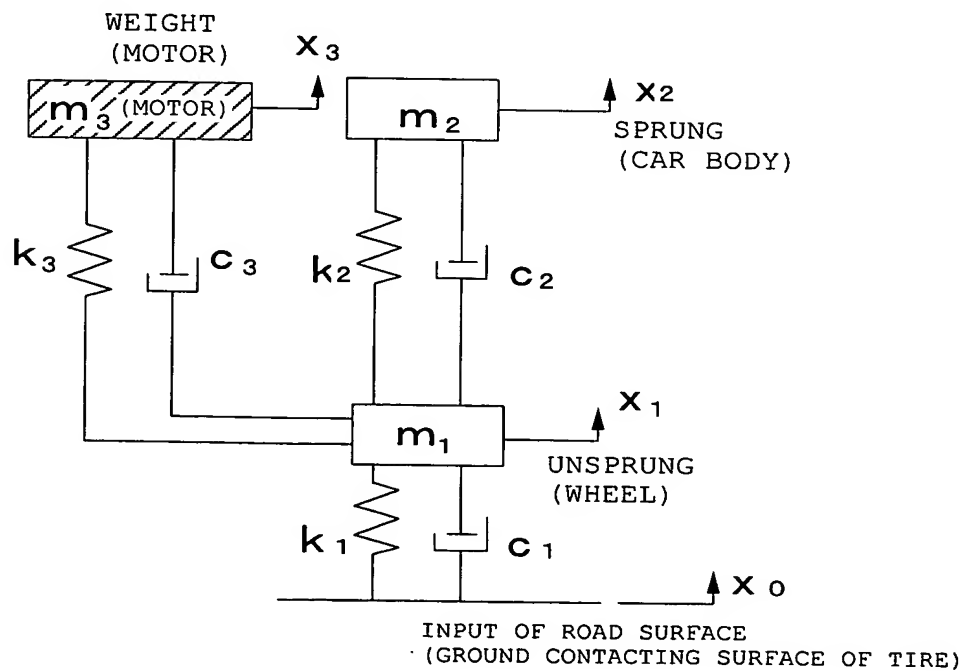 WEIGHT
(MOTOR)
x3
m3 (MOTOR)
m2
x2
SPRUNG
(CAR BODY)
k3
c3
k2
c2
m1
x1
UNSPRUNG
(WHEEL)
k1
c1
x0
INPUT OF ROAD SURFACE
(GROUND CONTACTING SURFACE OF TIRE)